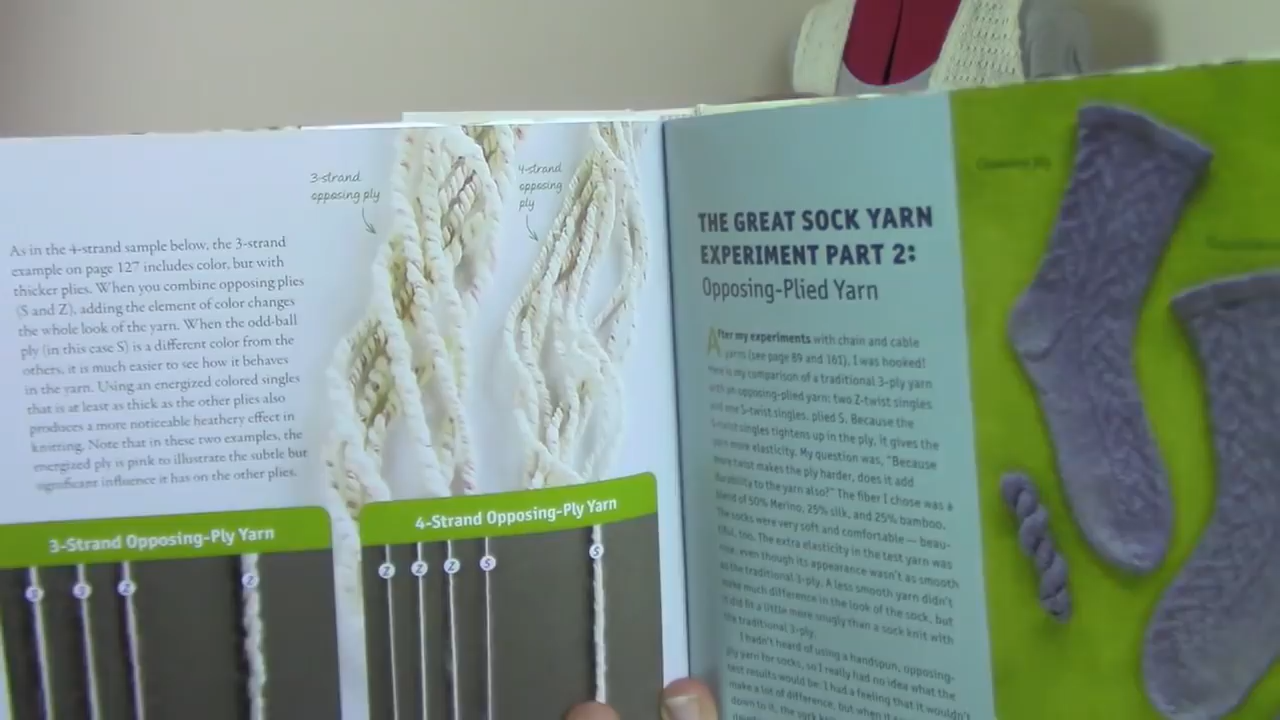 As in the 4-strand sample below, the 3-strand
example on page 127 includes color, but with
thicker plies. When you combine opposing plies
(S and Z), adding the element of color changes
the whole look of the yarn. When the odd-ball
ply (in this case S) is a different color from the
others, it is much easier to see how it behaves
in the yarn. Using an energized colored singles
that is at least as thick as the other plies also
produces a more noticeable heathery effect in
knitting. Note that in these two examples, the
energized ply is pink to illustrate the subtle but
significant influence it has on the other plies.
3-strand
opposing ply
4-strand
opposing
ply
3-Strand Opposing-Ply Yarn
S S Z Z
4-Strand Opposing-Ply Yarn
Z Z Z S S
THE GREAT SOCK YARN
EXPERIMENT PART 2:
Opposing-Plied Yarn
After my experiments with chain and cable
yarns (see page 89 and 161), I was hooked!
Here is my comparison of a traditional 3-ply yarn
with an opposing-plied yarn: two Z-twist singles
and one S-twist singles, plied S. Because the
S-twist singles tightens up in the ply, it gives the
yarn more elasticity. My question was, "Because
more twist makes the ply harder, does it add
durability to the yarn also?" The fiber I chose was a
blend of 50% Merino, 25% silk, and 25% bamboo.
The socks were very soft and comfortable — beau-
tiful, too. The extra elasticity in the test yarn was
nice, even though its appearance wasn't as smooth
as the traditional 3-ply. A less smooth yarn didn't
make much difference in the look of the sock, but
it did fit a little more snugly than a sock knit with
the traditional 3-ply.
I hadn't heard of using a handspun, opposing-
ply yarn for socks, so I really had no idea what the
test results would be. I had a feeling that it wouldn't
make a lot of difference, but when it
down to it, the